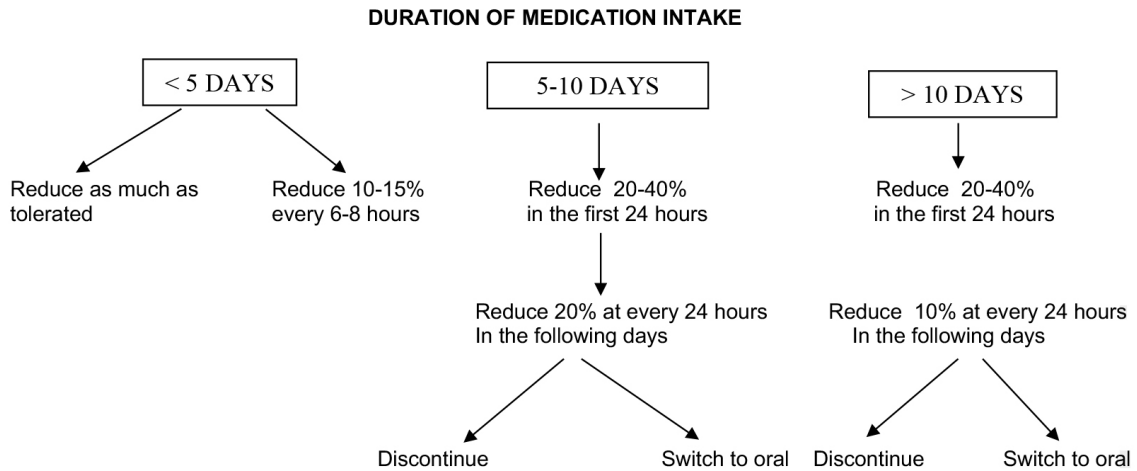 DURATION OF MEDICATION INTAKE
< 5 DAYS
Reduce as much as
tolerated
Reduce 10-15%
every 6-8 hours
5-10 DAYS
Reduce 20-40%
in the first 24 hours
Reduce 20% at every 24 hours
In the following days
Discontinue
Switch to oral
> 10 DAYS
Reduce 20-40%
in the first 24 hours
Reduce 10% at every 24 hours
In the following days
Discontinue
Switch to oral